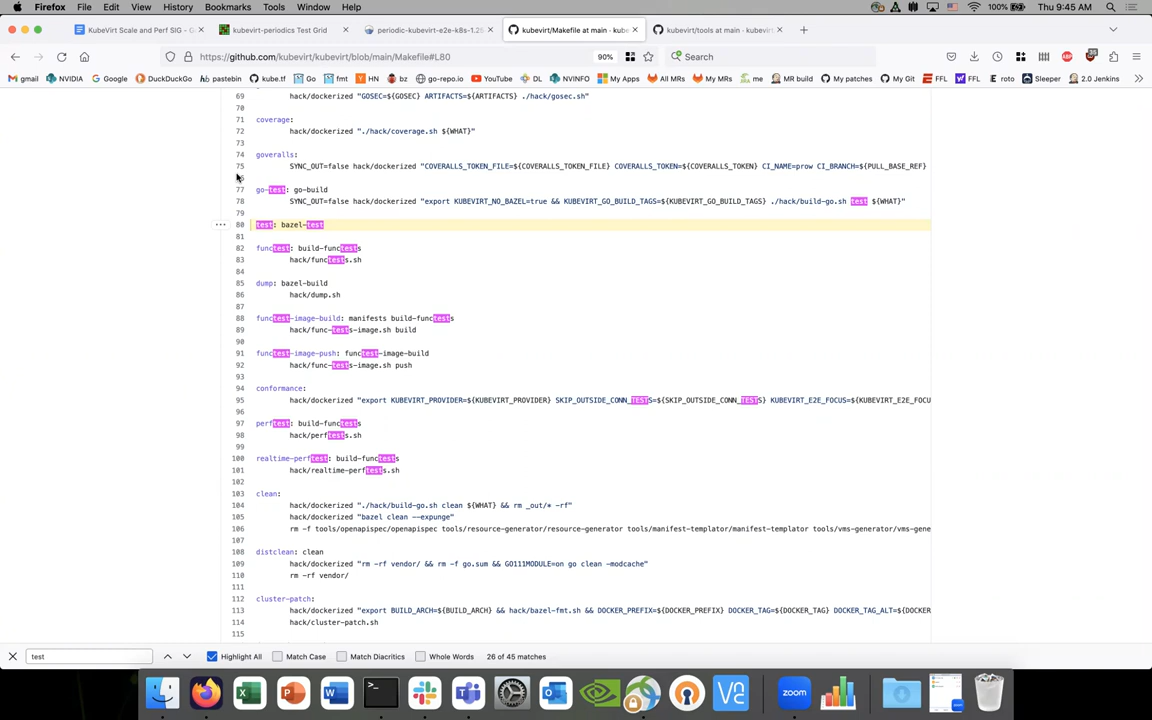 Firefox File Edit View History Bookmarks Tools Window Help 100% Thu 9:45 AM
KubeVirt Scale and Perf SIG - G
kubevirt-periodics Test Grid
periodic-kubevirt-e2e-k8s-1.25
kubevirt/Makefile at main · kube
kubevirt/tools at main · kubevirt
https://github.com/kubevirt/kubevirt/blob/main/Makefile#L80 90% Search
gmail NVIDIA Google DuckDuckGo pastebin kube.tf Go fmt HN bz go-repo.io YouTube DL NVINFO My Apps All MRs My MRs me MR build My patches My Git FFL FFL roto Sleeper 2.0 Jenkins
69 hack/dockerized "GOSEC=${GOSEC} ARTIFACTS=${ARTIFACTS} ./hack/gosec.sh"
70
71 coverage:
72 hack/dockerized "./hack/coverage.sh ${WHAT}"
73
74 goveralls:
75 SYNC_OUT=false hack/dockerized "COVERALLS_TOKEN_FILE=${COVERALLS_TOKEN_FILE} COVERALLS_TOKEN=${COVERALLS_TOKEN} CI_NAME=prow CI_BRANCH=${PULL_BASE_REF}
77 go-test: go-build
78 SYNC_OUT=false hack/dockerized "export KUBEVIRT_NO_BAZEL=true && KUBEVIRT_GO_BUILD_TAGS=${KUBEVIRT_GO_BUILD_TAGS} ./hack/build-go.sh test ${WHAT}"
79
80 test: bazel-test
81
82 functest: build-functests
83 hack/functests.sh
84
85 dump: bazel-build
86 hack/dump.sh
87
88 functest-image-build: manifests build-functests
89 hack/func-tests-image.sh build
90
91 functest-image-push: functest-image-build
92 hack/func-tests-image.sh push
93
94 conformance:
95 hack/dockerized "export KUBEVIRT_PROVIDER=${KUBEVIRT_PROVIDER} SKIP_OUTSIDE_CONN_TESTS=${SKIP_OUTSIDE_CONN_TESTS} KUBEVIRT_E2E_FOCUS=${KUBEVIRT_E2E_FOC
96
97 perftest: build-functests
98 hack/perftests.sh
99
100 realtime-perftest: build-functests
101 hack/realtime-perftests.sh
102
103 clean:
104 hack/dockerized "./hack/build-go.sh clean ${WHAT} && rm _out/* -rf"
105 hack/dockerized "bazel clean --expunge"
106 rm -f tools/openapispec/openapispec tools/resource-generator/resource-generator tools/manifest-templator/manifest-templator tools/vms-generator/vms-gene
107
108 distclean: clean
109 hack/dockerized "rm -rf vendor/ && rm -f go.sum && GO111MODULE=on go clean -modcache"
110 rm -rf vendor/
111
112 cluster-patch:
113 hack/dockerized "export BUILD_ARCH=${BUILD_ARCH} && hack/bazel-fmt.sh && DOCKER_PREFIX=${DOCKER_PREFIX} DOCKER_TAG=${DOCKER_TAG} DOCKER_TAG_ALT=${DOCKER
114 hack/cluster-patch.sh
115
test Highlight All Match Case Match Diacritics Whole Words 26 of 45 matches
zoom